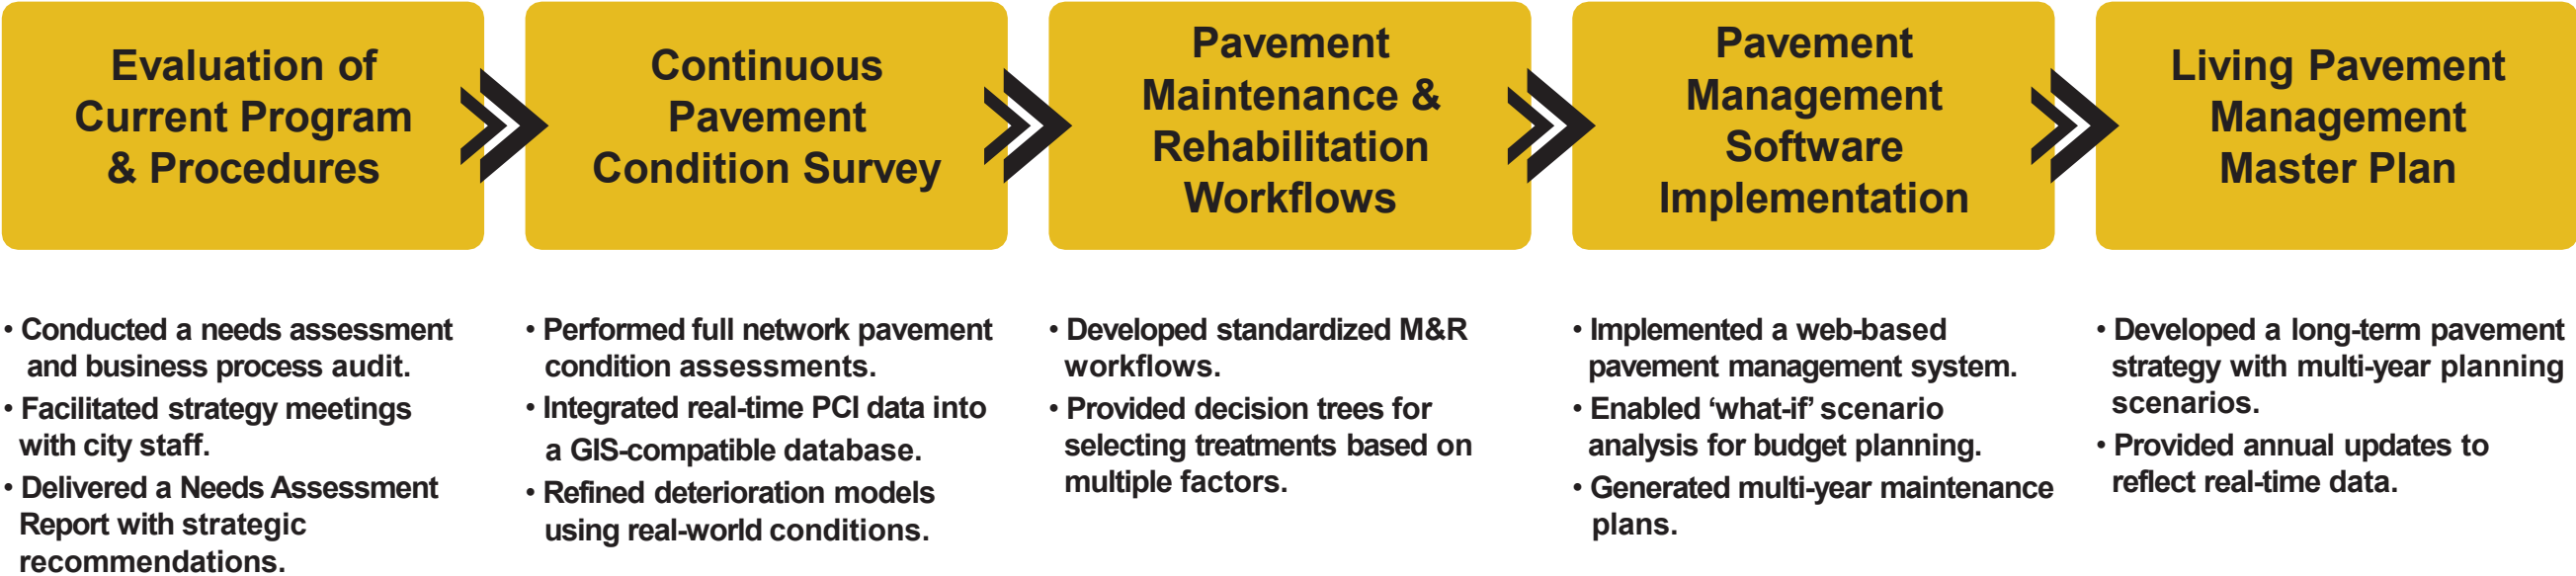 Evaluation of
Current Program
& Procedures
Continuous
Pavement
Condition Survey
Pavement
Maintenance &
Rehabilitation
Workflows
Pavement
Management
Software
Implementation
Living Pavement
Management
Master Plan
• Conducted a needs assessment
and business process audit.
• Facilitated strategy meetings
with city staff.
• Delivered a Needs Assessment
Report with strategic
recommendations.
• Performed full network pavement
condition assessments.
• Integrated real-time PCI data into
a GIS-compatible database.
• Refined deterioration models
using real-world conditions.
• Developed standardized M&R
workflows.
• Provided decision trees for
selecting treatments based on
multiple factors.
• Implemented a web-based
pavement management system.
• Enabled ‘what-if’ scenario
analysis for budget planning.
• Generated multi-year maintenance
plans.
• Developed a long-term pavement
strategy with multi-year planning
scenarios.
• Provided annual updates to
reflect real-time data.